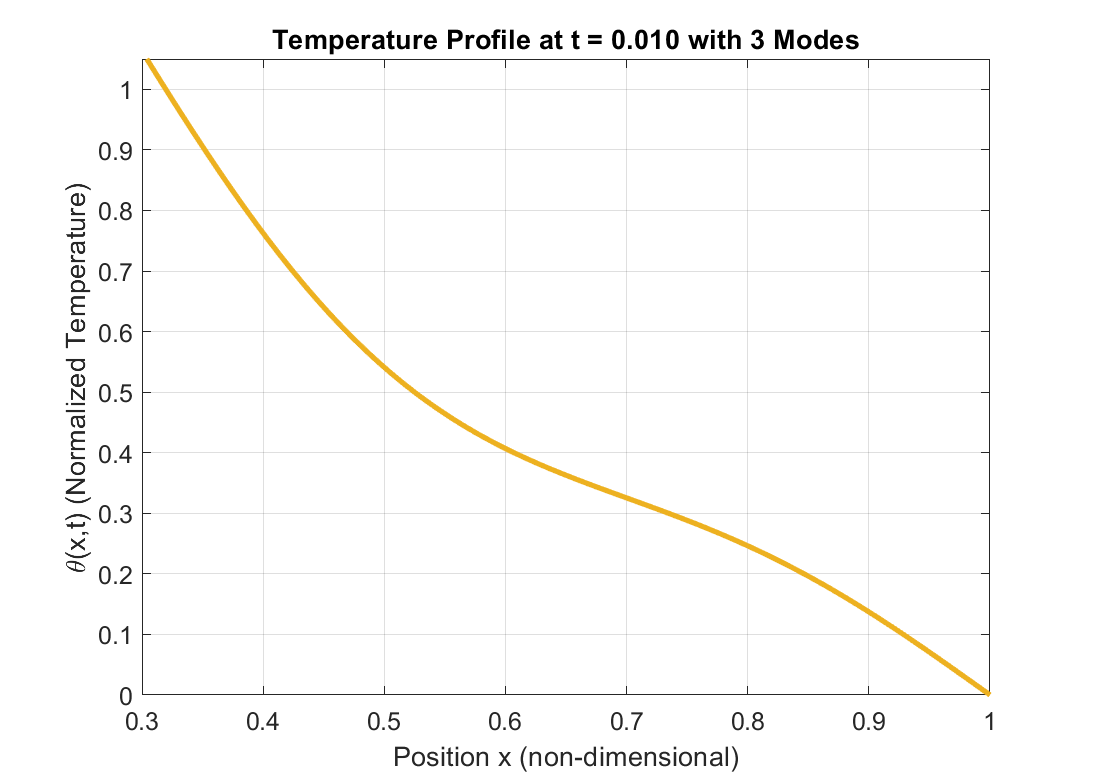 Temperature Profile at t = 0.010 with 3 Modes
θ(x,t) (Normalized Temperature)
1
0.9
0.8
0.7
0.6
0.5
0.4
0.3
0.2
0.1
0
0.3 0.4 0.5 0.6 0.7 0.8 0.9 1
Position x (non-dimensional)